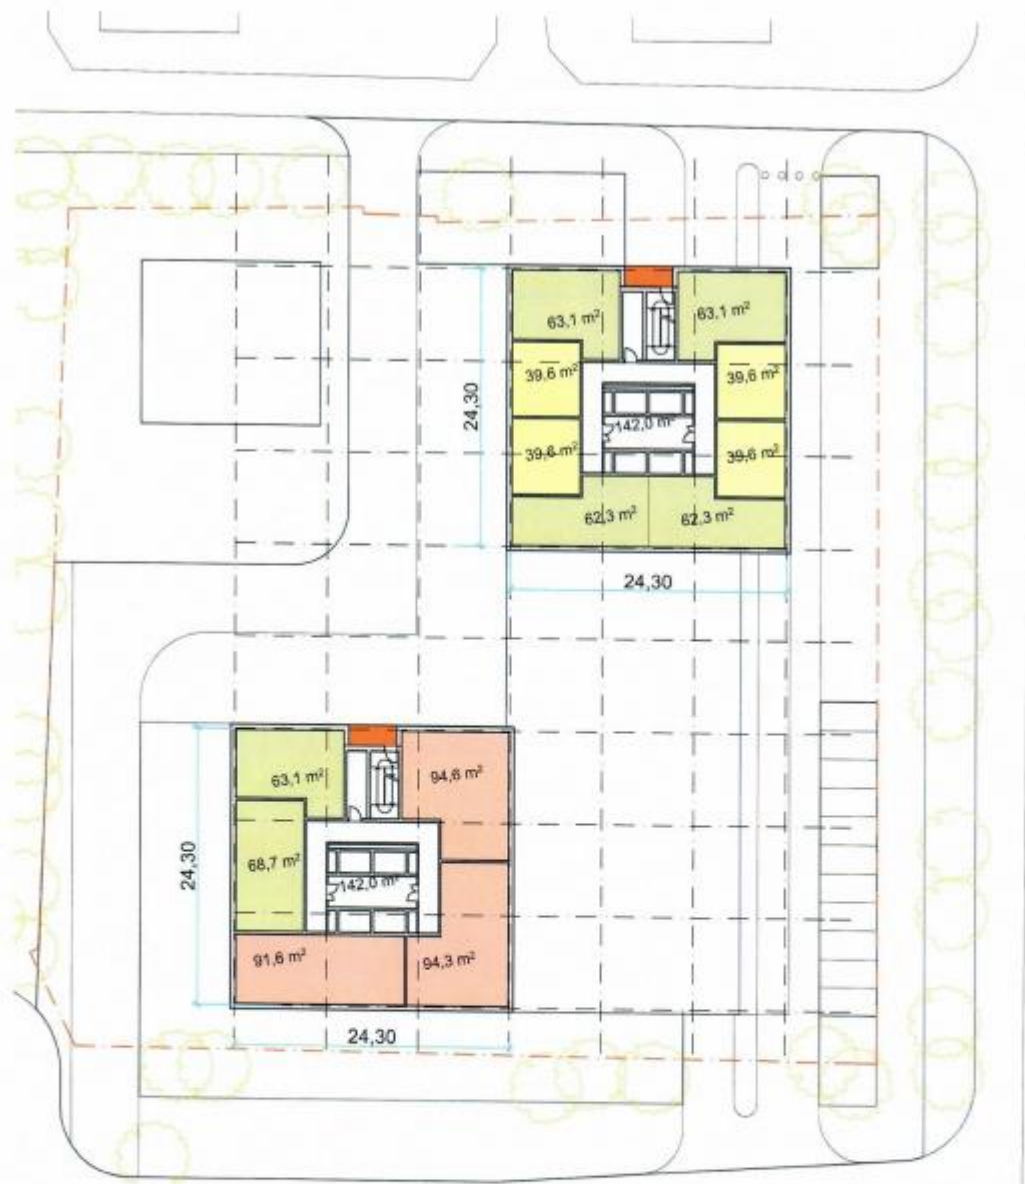 63,1 m²
63,1 m²
39,6 m²
39,6 m²
24,30
142,0 m²
39,6 m²
39,6 m²
62,3 m²
62,3 m²
24,30
63,1 m²
94,6 m²
24,30
68,7 m²
142,0 m²
91,6 m²
94,3 m²
24,30